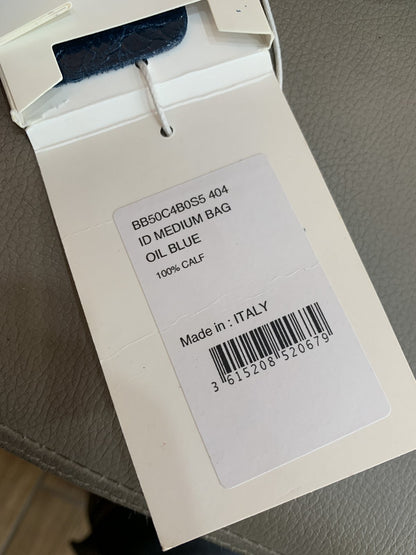 BB50C4B0S5 404
ID MEDIUM BAG
OIL BLUE
100% CALF
Made in : ITALY
3 615208 520679